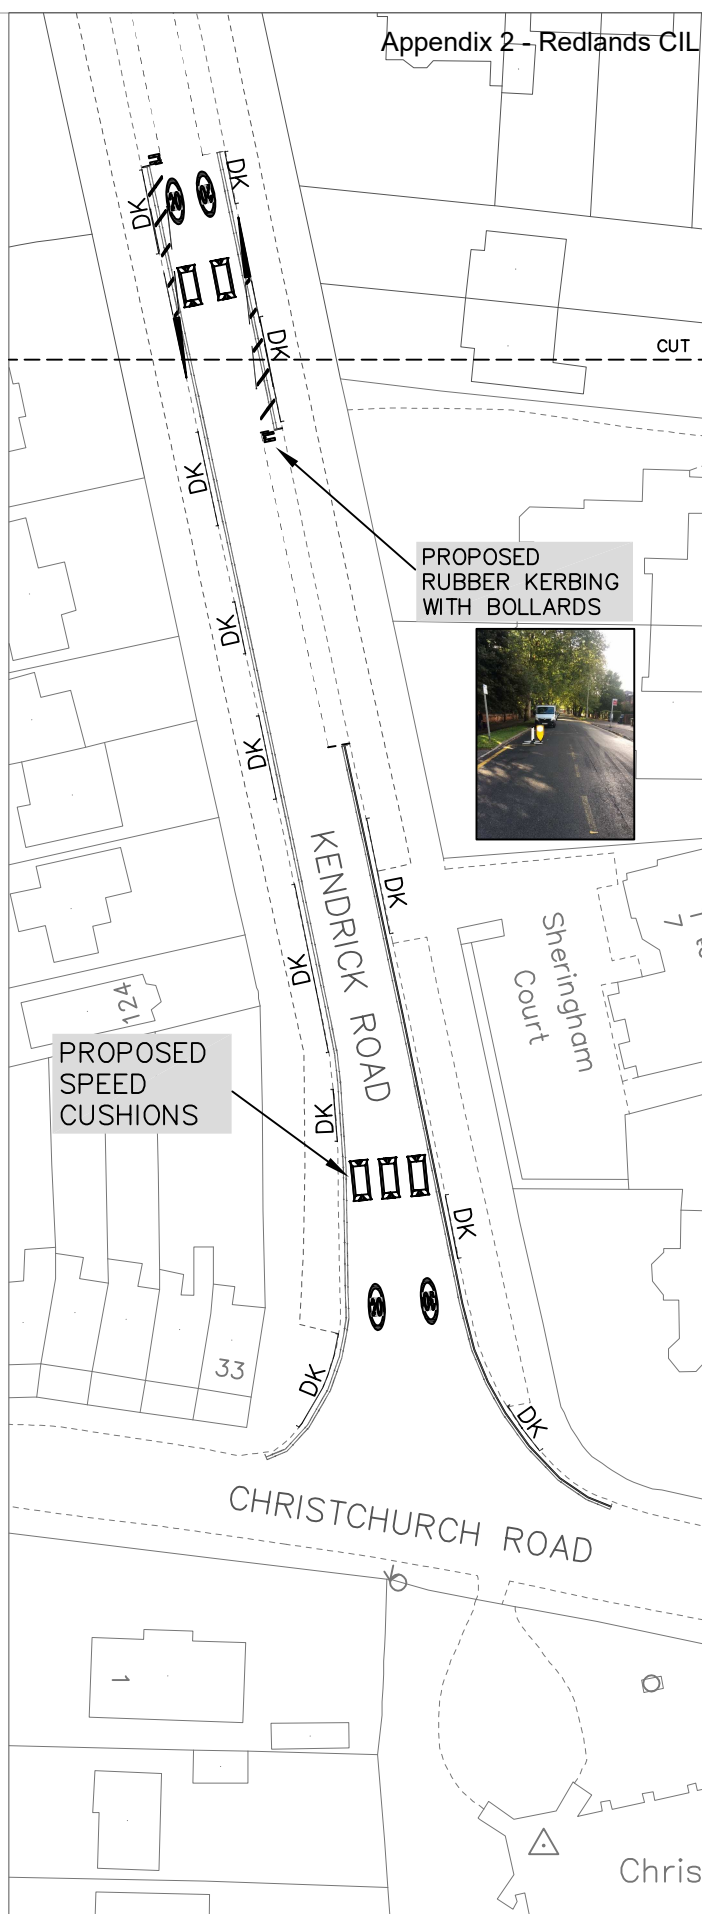 Appendix 2 - Redlands CIL
DK
DK
20
20
DK
CUT
DK
PROPOSED
RUBBER KERBING
WITH BOLLARDS
DK
DK
KENDRICK ROAD
DK
DK
Sheringham
Court
7
124
PROPOSED
SPEED
CUSHIONS
DK
DK
20
30
33
DK
DK
CHRISTCHURCH ROAD
1
Chris